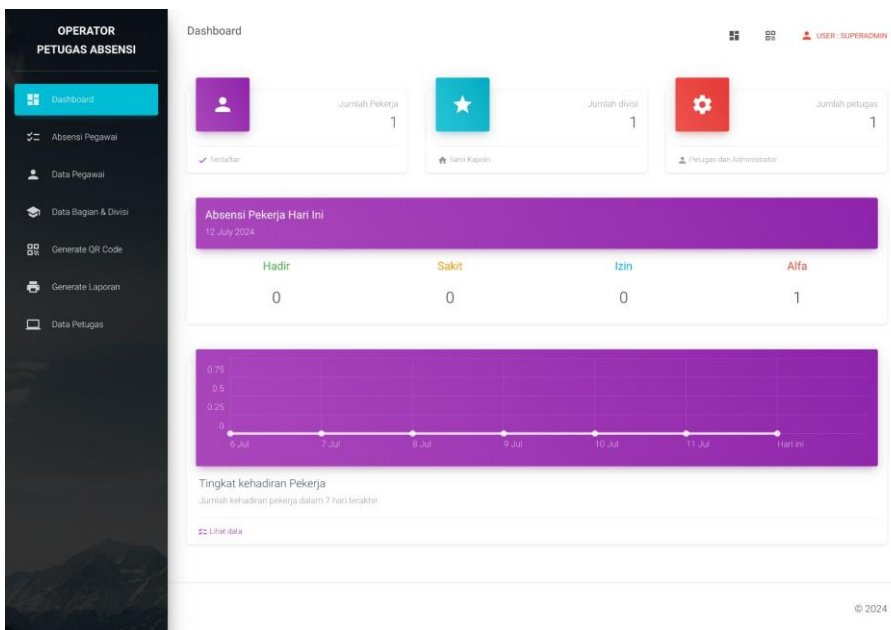 OPERATOR
PETUGAS ABSENSI
Dashboard
Absensi Pegawai
Data Pegawai
Data Bagian & Divisi
Generate QR Code
Generate Laporan
Data Petugas
Dashboard
USER : SUPERADMIN
Jumlah Pekerja
1
Terdaftar
Jumlah divisi
1
Sahli Kapolri
Jumlah petugas
1
Petugas dan Administrator
Absensi Pekerja Hari Ini
12 July 2024
Hadir Sakit Izin Alfa
0 0 0 1
0.75
0.5
0.25
0
6 Jul 7 Jul 8 Jul 9 Jul 10 Jul 11 Jul Hari ini
Tingkat kehadiran Pekerja
Jumlah kehadiran pekerja dalam 7 hari terakhir
Lihat data
© 2024